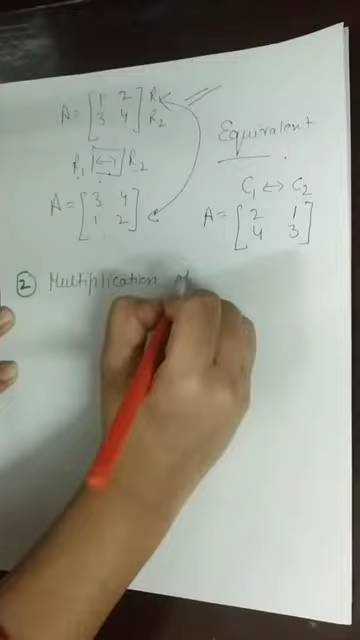 A = [1 2
3 4] R1
R2
R1 ↔ R2
A = [3 4
1 2]
Equivalent
C1 ↔ C2
A = [2 1
4 3]
② Multiplication of